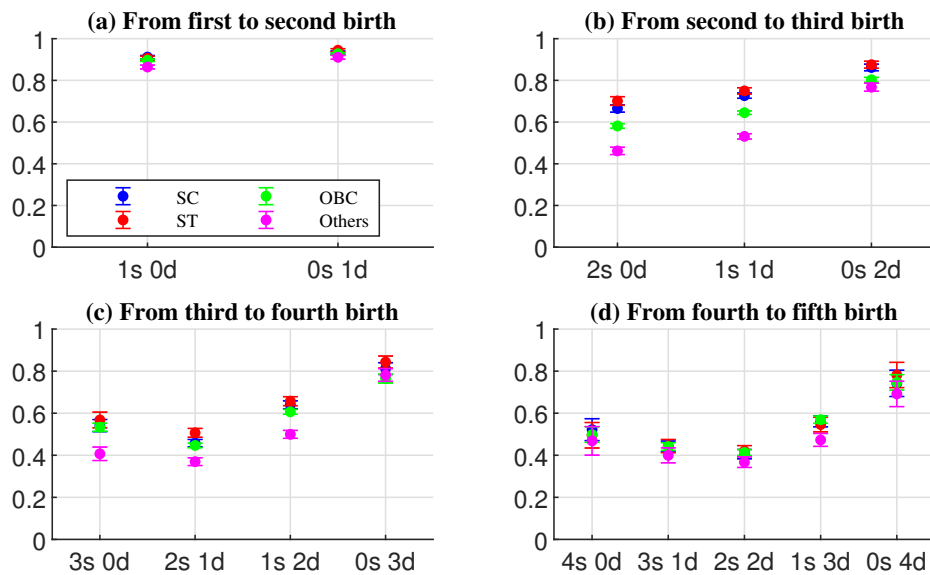 (a) From first to second birth
1
0.8
0.6
0.4
0.2
0
SC
OBC
ST
Others
1s 0d
0s 1d
(b) From second to third birth
1
0.8
0.6
0.4
0.2
0
2s 0d
1s 1d
0s 2d
(c) From third to fourth birth
1
0.8
0.6
0.4
0.2
0
3s 0d
2s 1d
1s 2d
0s 3d
(d) From fourth to fifth birth
1
0.8
0.6
0.4
0.2
0
4s 0d
3s 1d
2s 2d
1s 3d
0s 4d